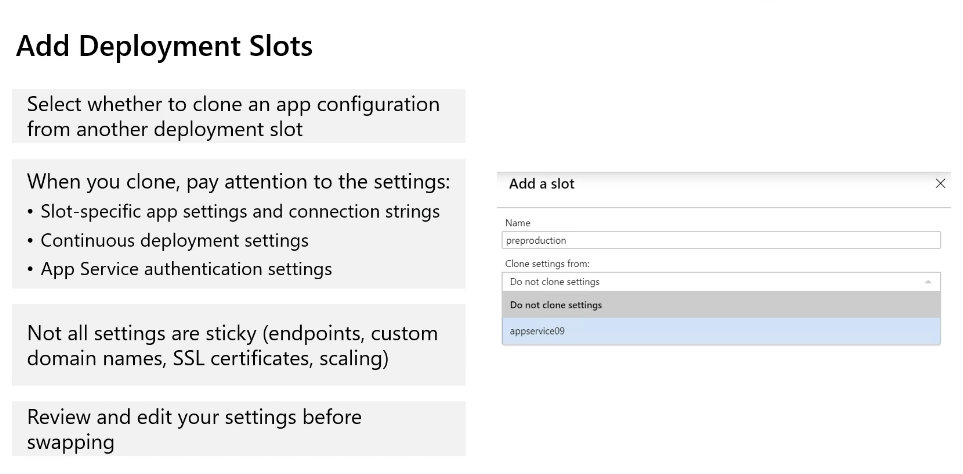 Add Deployment Slots
Select whether to clone an app configuration
from another deployment slot
When you clone, pay attention to the settings:
• Slot-specific app settings and connection strings
• Continuous deployment settings
• App Service authentication settings
Not all settings are sticky (endpoints, custom
domain names, SSL certificates, scaling)
Review and edit your settings before
swapping
Add a slot
Name
preproduction
Clone settings from:
Do not clone settings
Do not clone settings
appservice09